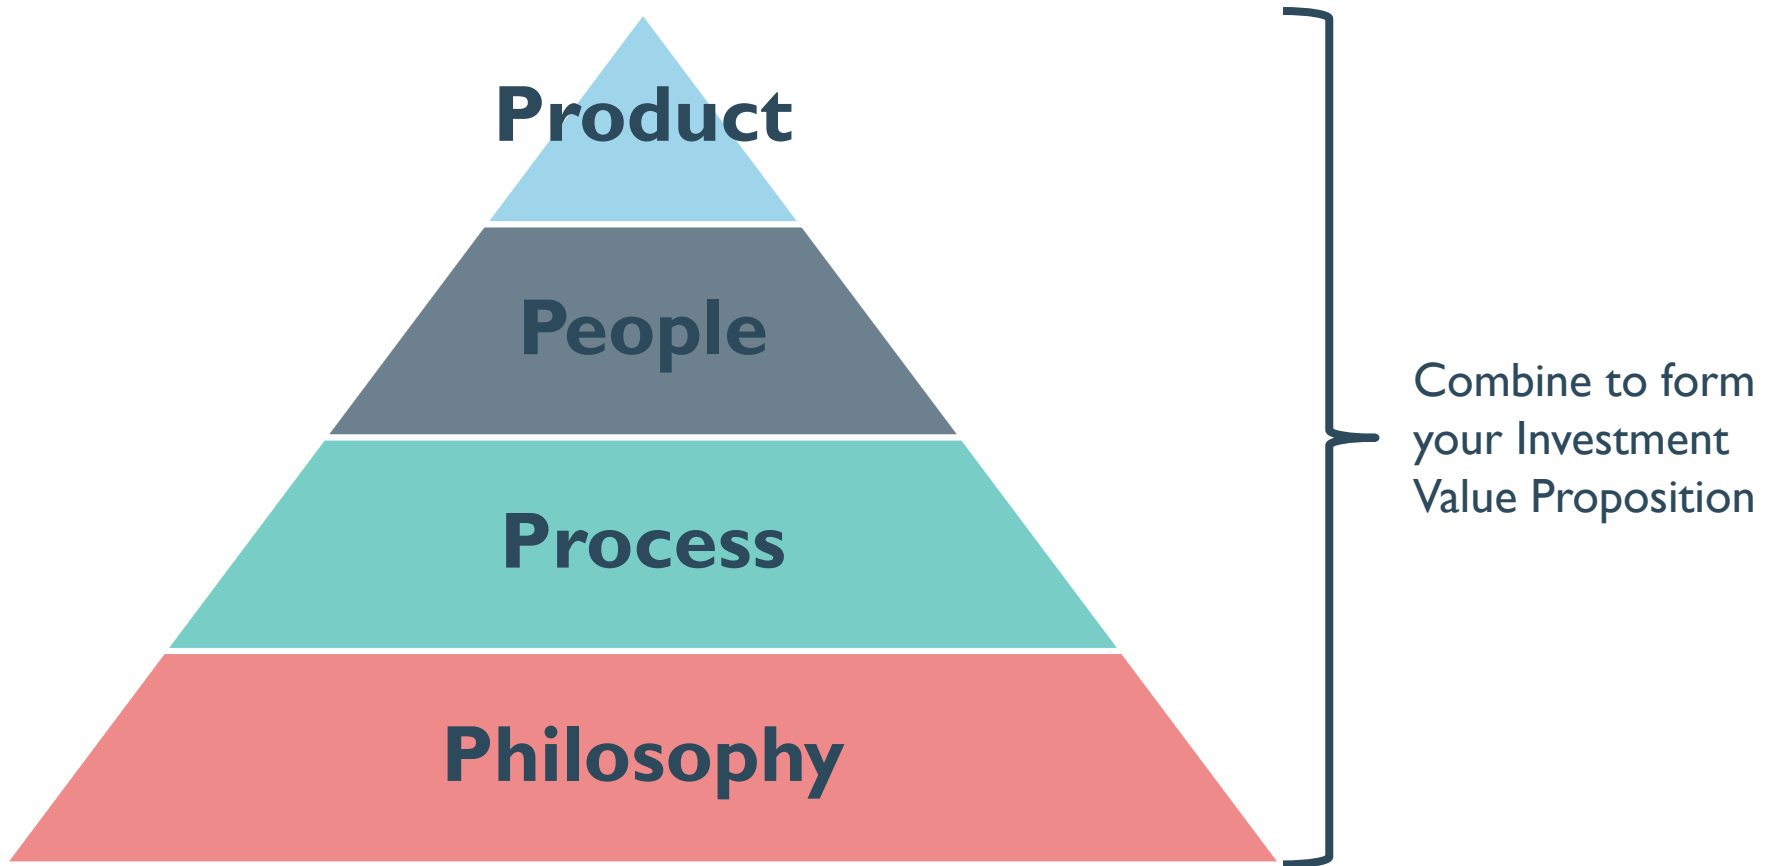 Product
People
Process
Philosophy
Combine to form
your Investment
Value Proposition